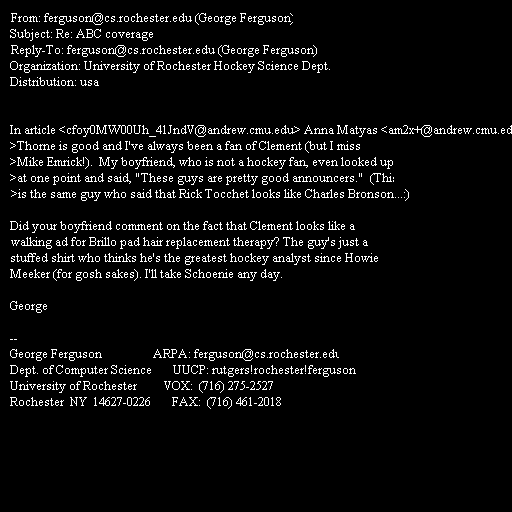 From: ferguson@cs.rochester.edu (George Ferguson)
Subject: Re: ABC coverage
Reply-To: ferguson@cs.rochester.edu (George Ferguson)
Organization: University of Rochester Hockey Science Dept.
Distribution: usa

In article <cfoy0MW00Uh_41JndV@andrew.cmu.edu> Anna Matyas <am2x+@andrew.cmu.ed
>Thorne is good and I've always been a fan of Clement (but I miss
>Mike Emrick!).  My boyfriend, who is not a hockey fan, even looked up
>at one point and said, "These guys are pretty good announcers."  (This
>is the same guy who said that Rick Tocchet looks like Charles Bronson...:)

Did your boyfriend comment on the fact that Clement looks like a
walking ad for Brillo pad hair replacement therapy? The guy's just a
stuffed shirt who thinks he's the greatest hockey analyst since Howie
Meeker (for gosh sakes). I'll take Schoenie any day.

George

--
George Ferguson                 ARPA: ferguson@cs.rochester.edu
Dept. of Computer Science       UUCP: rutgers!rochester!ferguson
University of Rochester         VOX:  (716) 275-2527
Rochester  NY  14627-0226       FAX:  (716) 461-2018